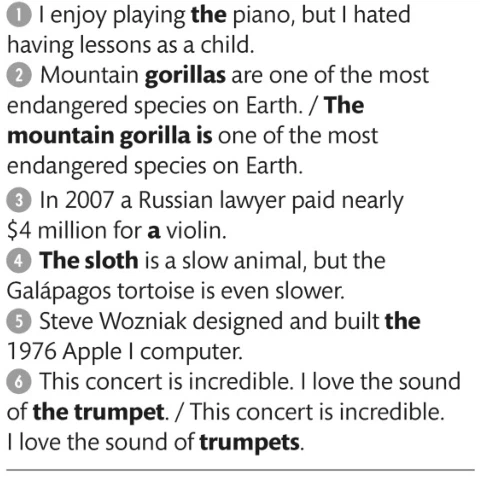 1 I enjoy playing the piano, but I hated
having lessons as a child.
2 Mountain gorillas are one of the most
endangered species on Earth. / The
mountain gorilla is one of the most
endangered species on Earth.
3 In 2007 a Russian lawyer paid nearly
$4 million for a violin.
4 The sloth is a slow animal, but the
Galápagos tortoise is even slower.
5 Steve Wozniak designed and built the
1976 Apple I computer.
6 This concert is incredible. I love the sound
of the trumpet. / This concert is incredible.
I love the sound of trumpets.